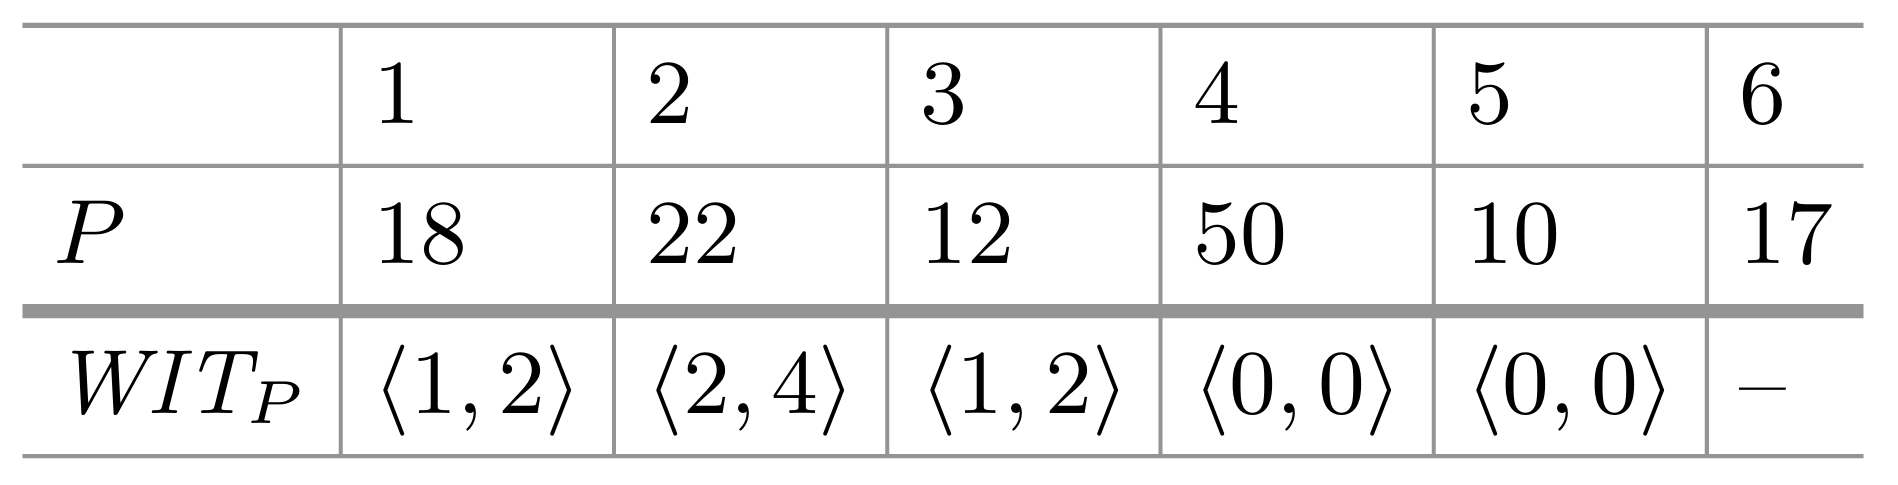 1 2 3 4 5 6
P 18 22 12 50 10 17
WIT_P ⟨1, 2⟩ ⟨2, 4⟩ ⟨1, 2⟩ ⟨0, 0⟩ ⟨0, 0⟩ –